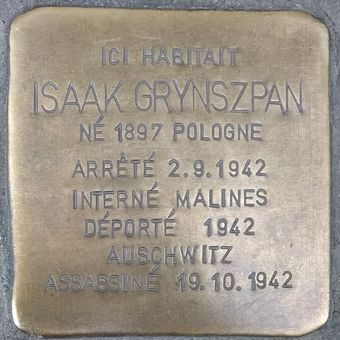 ICI HABITAIT
ISAAK GRYNSZPAN
NÉ 1897 POLOGNE
ARRÊTÉ 2.9.1942
INTERNÉ MALINES
DÉPORTÉ 1942
AUSCHWITZ
ASSASSINÉ 19.10.1942